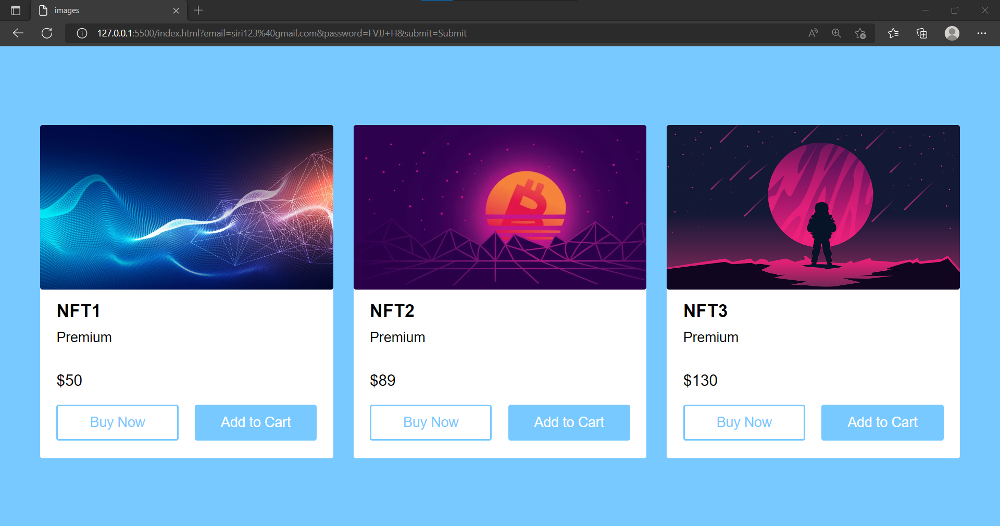 images
127.0.0.1:5500/index.html?email=siri123%40gmail.com&password=FVJJ+H&submit=Submit
NFT1
Premium
$50
Buy Now Add to Cart
NFT2
Premium
$89
Buy Now Add to Cart
NFT3
Premium
$130
Buy Now Add to Cart